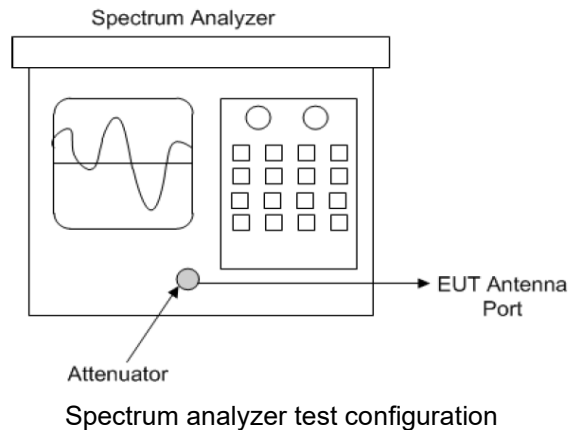 Spectrum Analyzer
EUT Antenna
Port
Attenuator
Spectrum analyzer test configuration